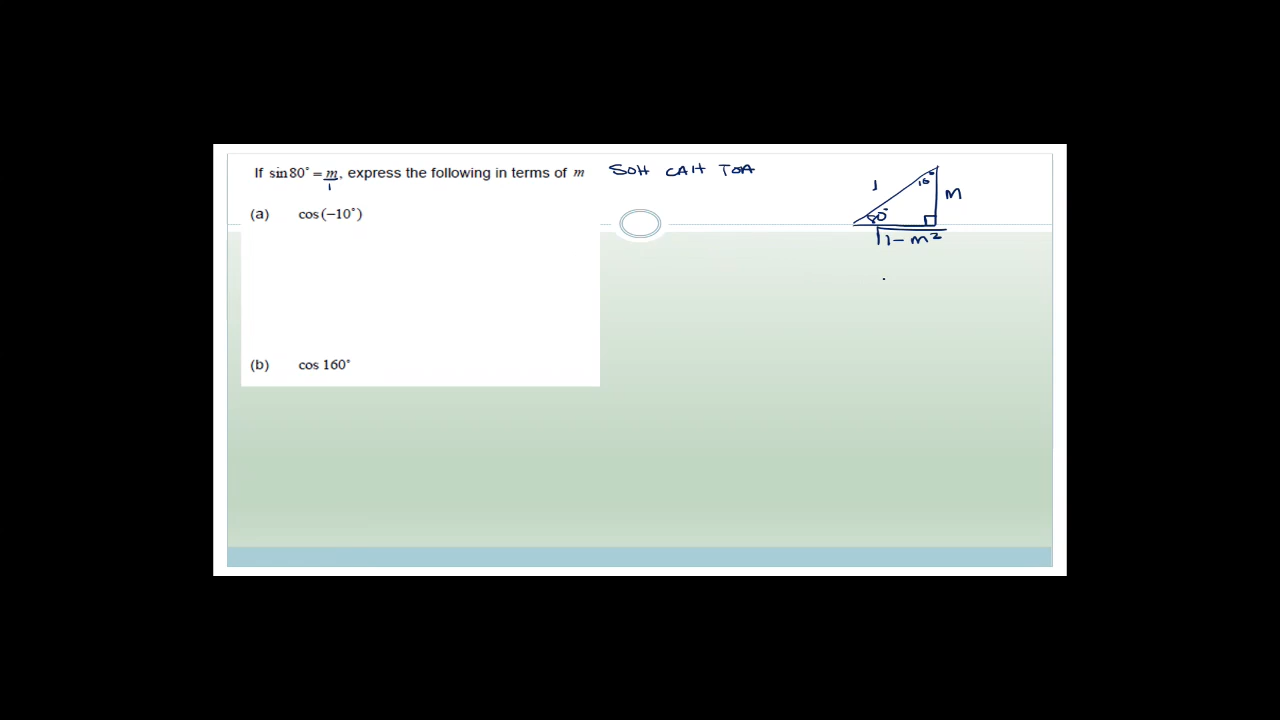 If sin 80° = m/1, express the following in terms of m SOH CAH TOA
(a) cos(−10°)
(b) cos 160°
1
10°
m
80°
√1 − m²